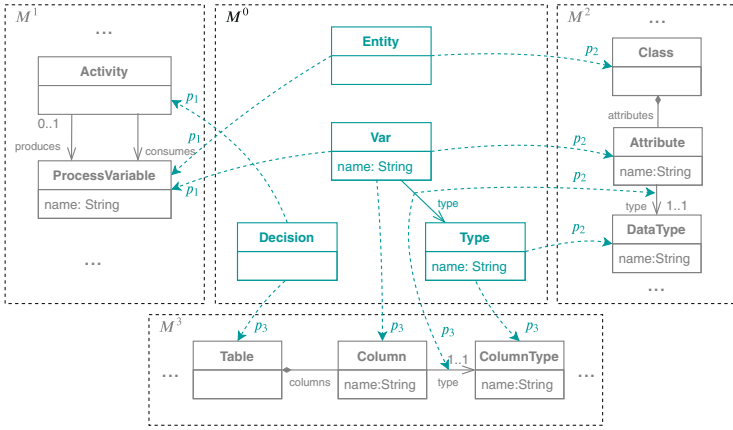 M¹
...
Activity
p₁
0..1
produces
consumes
p₁
ProcessVariable
name: String
p₁
...
M⁰
Entity
Var
name: String
type
Decision
Type
name: String
M²
...
p₂
Class
attributes
p₂
Attribute
name:String
p₂
type
1..1
p₂
DataType
name:String
...
M³
p₃
p₃
p₃
p₃
...
Table
columns
Column
name:String
1..1
type
ColumnType
name:String
...